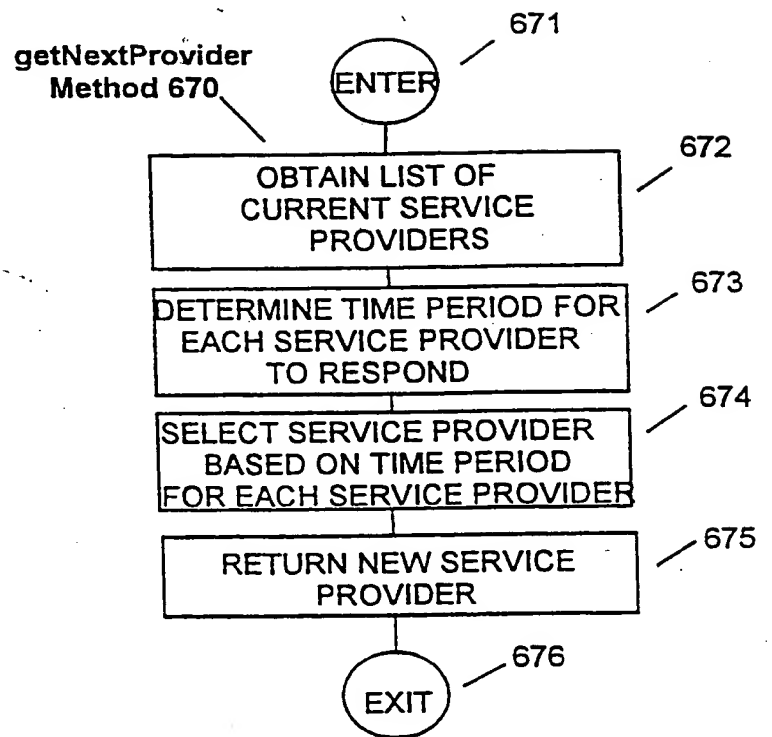 671
getNextProvider
Method 670
ENTER
672
OBTAIN LIST OF
CURRENT SERVICE
PROVIDERS
673
DETERMINE TIME PERIOD FOR
EACH SERVICE PROVIDER
TO RESPOND
674
SELECT SERVICE PROVIDER
BASED ON TIME PERIOD
FOR EACH SERVICE PROVIDER
675
RETURN NEW SERVICE
PROVIDER
676
EXIT